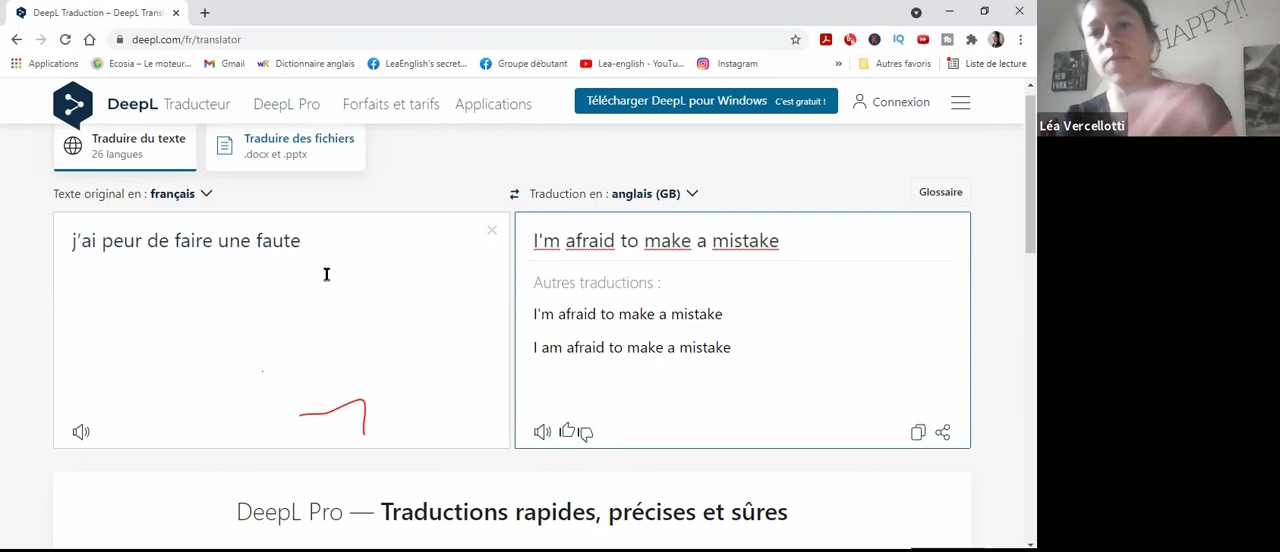 DeepL Traduction – DeepL Trans
deepl.com/fr/translator
Applications
Ecosia - Le moteur...
Gmail
Dictionnaire anglais
LeaEnglish's secret...
Groupe débutant
Lea-english - YouTu...
Instagram
»
Autres favoris
Liste de lecture
DeepL Traducteur
DeepL Pro
Forfaits et tarifs
Applications
Télécharger DeepL pour Windows C'est gratuit !
Connexion
Traduire du texte
26 langues
Traduire des fichiers
.docx et .pptx
Texte original en : français
Traduction en : anglais (GB)
Glossaire
j'ai peur de faire une faute
I'm afraid to make a mistake
Autres traductions :
I'm afraid to make a mistake
I am afraid to make a mistake
DeepL Pro — Traductions rapides, précises et sûres
HAPPY!!
NEW
YORK
Léa Vercellotti